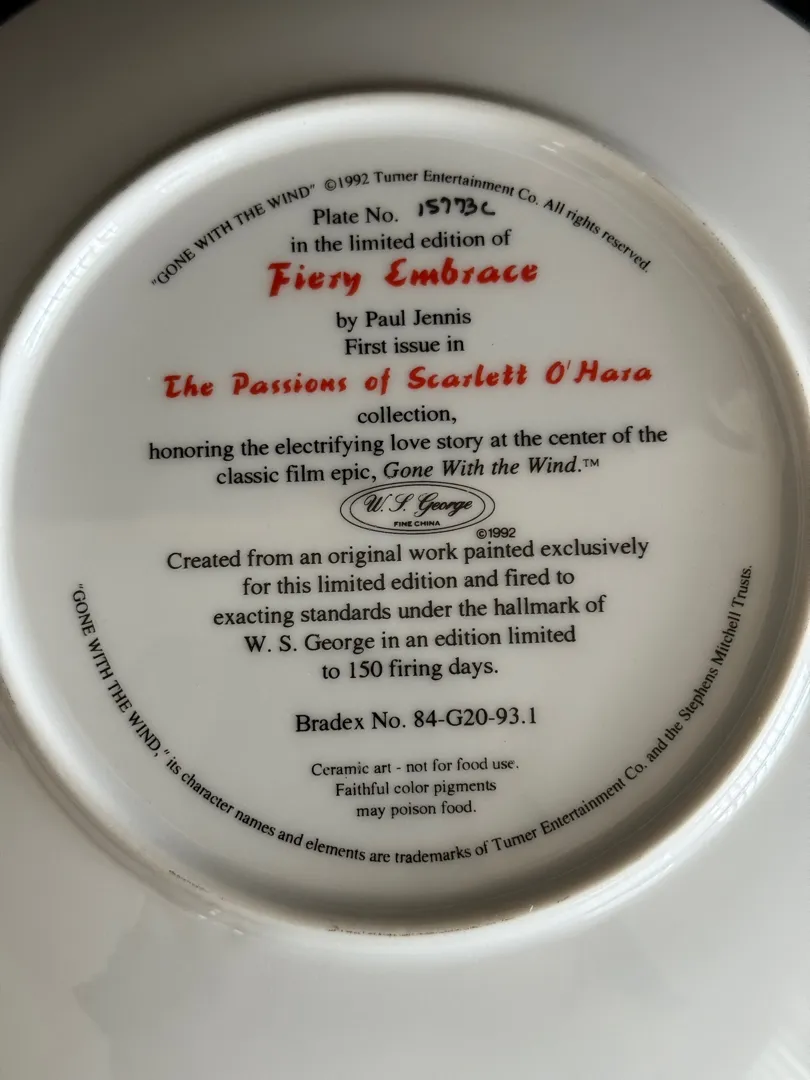 "GONE WITH THE WIND" ©1992 Turner Entertainment Co. All rights reserved.
Plate No. 15773C
in the limited edition of
Fiery Embrace
by Paul Jennis
First issue in
The Passions of Scarlett O'Hara
collection,
honoring the electrifying love story at the center of the
classic film epic, Gone With the Wind.™
W. S. George
FINE CHINA
©1992
Created from an original work painted exclusively
for this limited edition and fired to
exacting standards under the hallmark of
W. S. George in an edition limited
to 150 firing days.
Bradex No. 84-G20-93.1
Ceramic art - not for food use.
Faithful color pigments
may poison food.
"GONE WITH THE WIND," its character names and elements are trademarks of Turner Entertainment Co. and the Stephens Mitchell Trusts.